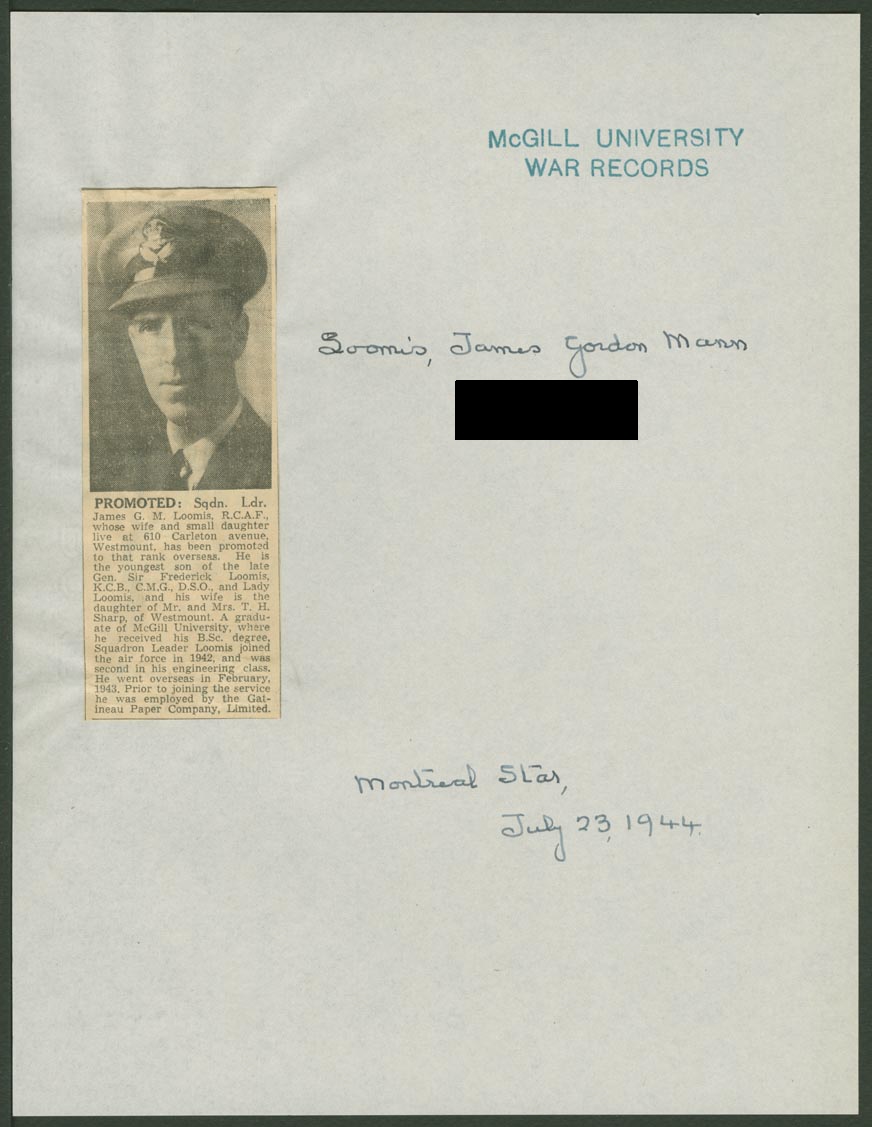 McGILL UNIVERSITY
WAR RECORDS
Loomis, James Gordon Mann
PROMOTED: Sqdn. Ldr.
James G. M. Loomis, R.C.A.F.,
whose wife and small daughter
live at 610 Carleton avenue,
Westmount, has been promoted
to that rank overseas. He is
the youngest son of the late
Gen. Sir Frederick Loomis,
K.C.B., C.M.G., D.S.O., and Lady
Loomis, and his wife is the
daughter of Mr. and Mrs. T. H.
Sharp, of Westmount. A gradu-
ate of McGill University, where
he received his B.Sc. degree,
Squadron Leader Loomis joined
the air force in 1942, and was
second in his engineering class.
He went overseas in February,
1943. Prior to joining the service
he was employed by the Gat-
ineau Paper Company, Limited.
Montreal Star,
July 23, 1944.